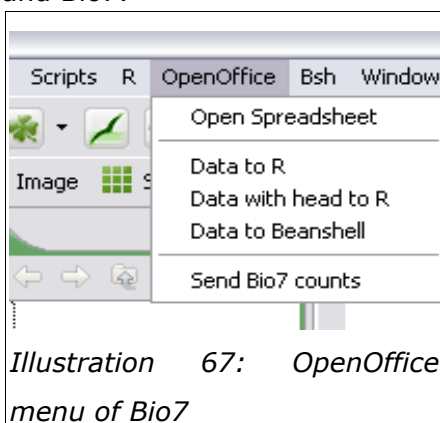 and Bio7.
Scripts R OpenOffice Bsh Window
Open Spreadsheet
Image
Data to R
Data with head to R
Data to Beanshell
Send Bio7 counts
Illustration 67: OpenOffice
menu of Bio7